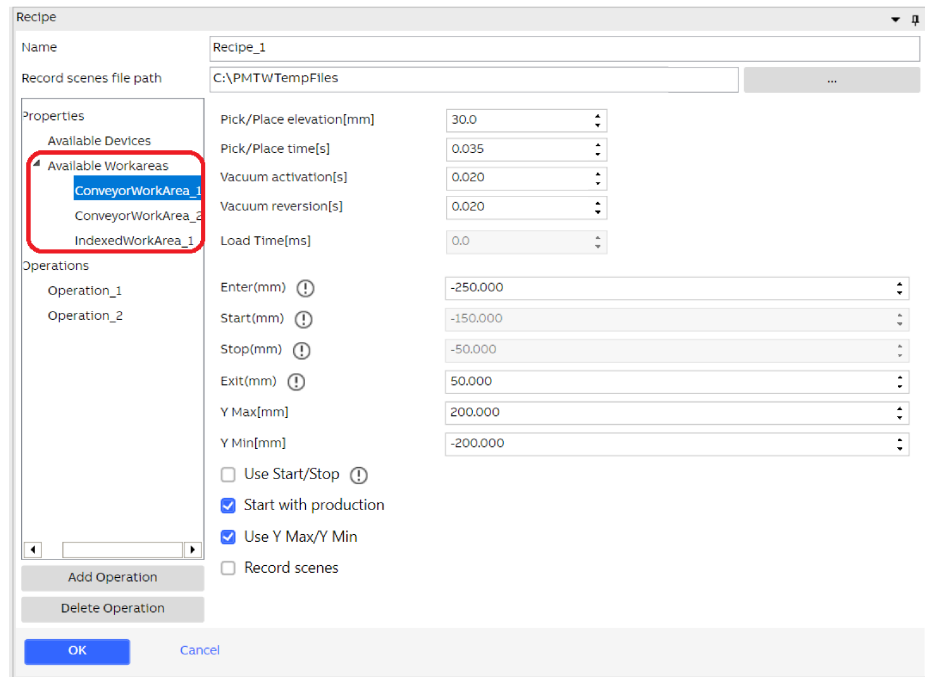 Recipe
Name Recipe_1
Record scenes file path C:\PMTWTempFiles ...
Properties
Available Devices
Available Workareas
ConveyorWorkArea_1
ConveyorWorkArea_2
IndexedWorkArea_1
Operations
Operation_1
Operation_2
Add Operation
Delete Operation
Pick/Place elevation[mm] 30.0
Pick/Place time[s] 0.035
Vacuum activation[s] 0.020
Vacuum reversion[s] 0.020
Load Time[ms] 0.0
Enter(mm) -250.000
Start(mm) -150.000
Stop(mm) -50.000
Exit(mm) 50.000
Y Max[mm] 200.000
Y Min[mm] -200.000
Use Start/Stop
Start with production
Use Y Max/Y Min
Record scenes
OK Cancel